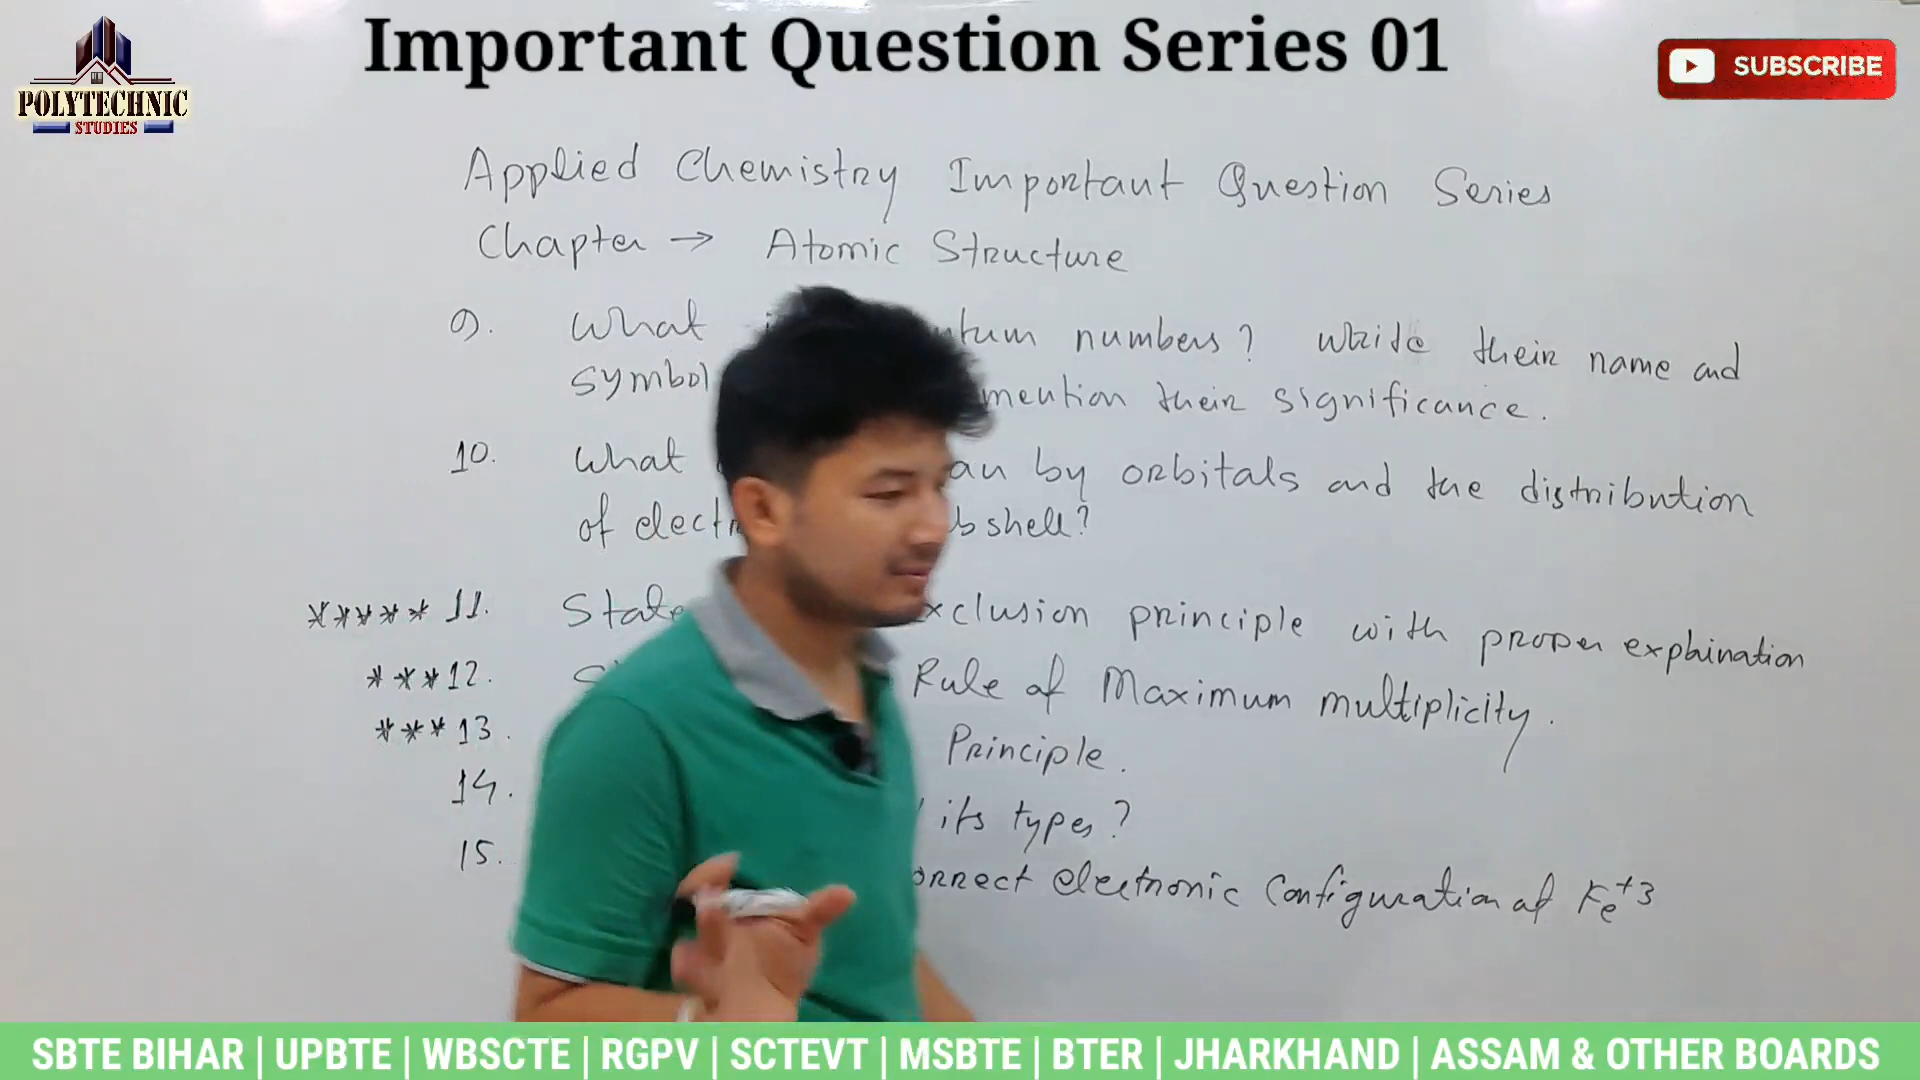 Important Question Series 01
SUBSCRIBE
POLYTECHNIC
STUDIES
Applied Chemistry Important Question Series
Chapter → Atomic Structure
9. What numbers? Write their name and
symbol mention their significance.
10. What by orbitals and the distribution
of shell?
***** 11. State principle with proper explaination
*** 12. Rule of Maximum multiplicity.
*** 13. Principle.
14. its types?
15. electronic Configuration of Fe+3
SBTE BIHAR | UPBTE | WBSCTE | RGPV | SCTEVT | MSBTE | BTER | JHARKHAND | ASSAM & OTHER BOARDS